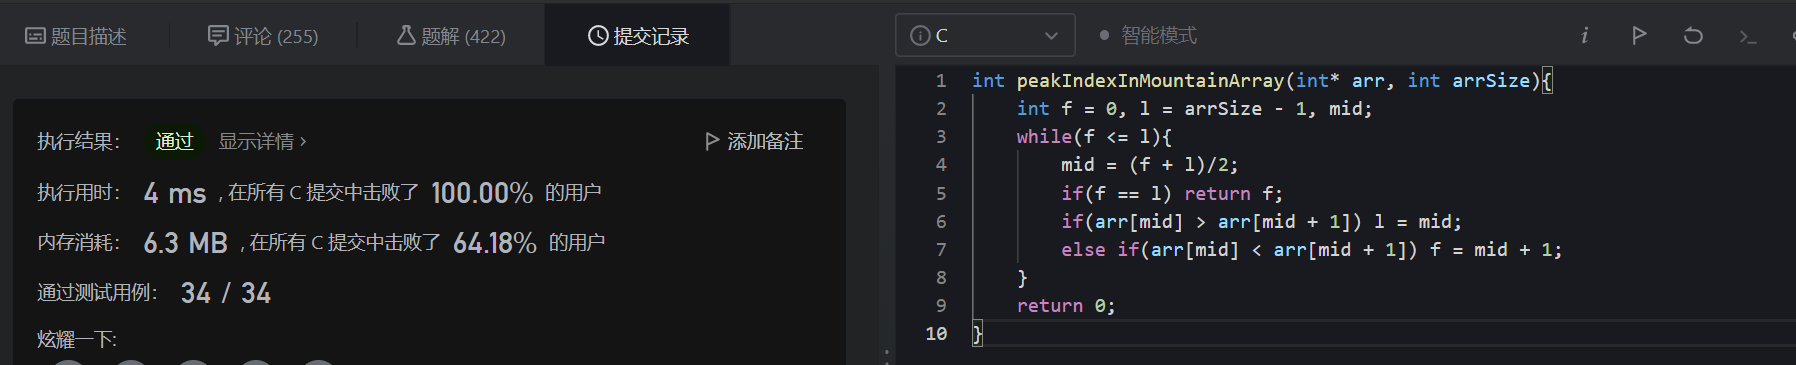 题目描述 评论 (255) 题解 (422) 提交记录
执行结果： 通过 显示详情 › 添加备注
执行用时： 4 ms , 在所有 C 提交中击败了 100.00% 的用户
内存消耗： 6.3 MB , 在所有 C 提交中击败了 64.18% 的用户
通过测试用例： 34 / 34
炫耀一下:
C 智能模式
1 int peakIndexInMountainArray(int* arr, int arrSize){
2     int f = 0, l = arrSize - 1, mid;
3     while(f <= l){
4         mid = (f + l)/2;
5         if(f == l) return f;
6         if(arr[mid] > arr[mid + 1]) l = mid;
7         else if(arr[mid] < arr[mid + 1]) f = mid + 1;
8     }
9     return 0;
10 }